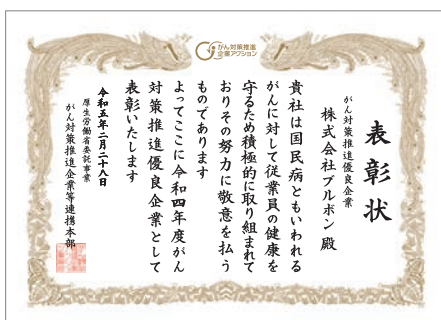 がん対策推進
企業アクション
表彰状
がん対策推進優良企業
株式会社ブルボン 殿
貴社は国民病ともいわれる
がんに対して従業員の健康を
守るため積極的に取り組まれて
おりその努力に敬意を払う
ものであります
よってここに令和四年度がん
対策推進優良企業として
表彰いたします
令和五年二月二十八日
厚生労働省委託事業
がん対策推進企業等連携本部